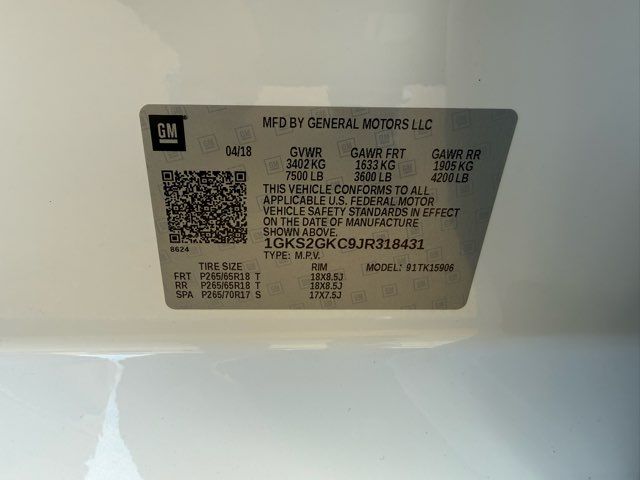 GM
MFD BY GENERAL MOTORS LLC
04/18 GVWR GAWR FRT GAWR RR
3402 KG 1633 KG 1905 KG
7500 LB 3600 LB 4200 LB
THIS VEHICLE CONFORMS TO ALL
APPLICABLE U.S. FEDERAL MOTOR
VEHICLE SAFETY STANDARDS IN EFFECT
ON THE DATE OF MANUFACTURE
SHOWN ABOVE.
1GKS2GKC9JR318431
8624
TYPE: M.P.V.
TIRE SIZE RIM MODEL: 91TK15906
FRT P265/65R18 T 18X8.5J
RR P265/65R18 T 18X8.5J
SPA P265/70R17 S 17X7.5J